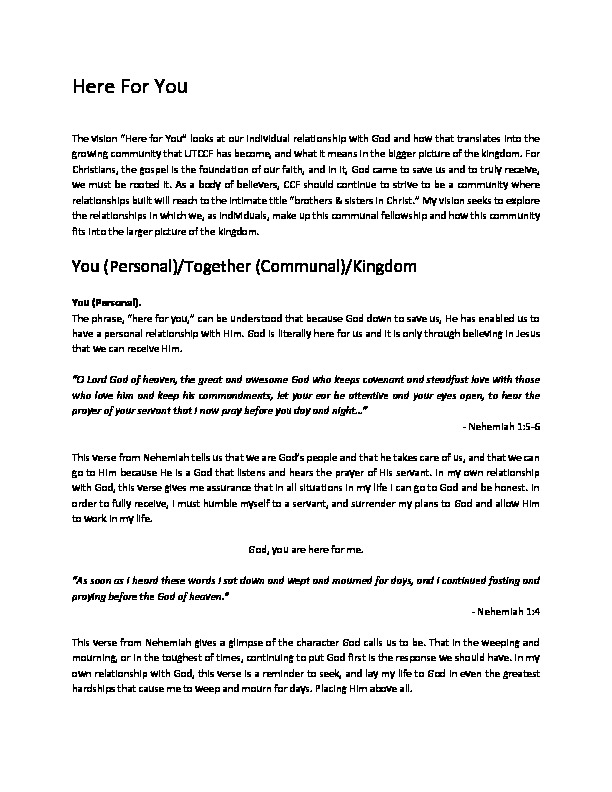 Here For You
The vision “Here for You” looks at our individual relationship with God and how that translates into the
growing community that UTCCF has become, and what it means in the bigger picture of the kingdom. For
Christians, the gospel is the foundation of our faith, and in it, God came to save us and to truly receive,
we must be rooted it. As a body of believers, CCF should continue to strive to be a community where
relationships built will reach to the intimate title “brothers & sisters in Christ.” My vision seeks to explore
the relationships in which we, as individuals, make up this communal fellowship and how this community
fits into the larger picture of the kingdom.
You (Personal)/Together (Communal)/Kingdom
You (Personal).
The phrase, “here for you,” can be understood that because God down to save us, He has enabled us to
have a personal relationship with Him. God is literally here for us and it is only through believing in Jesus
that we can receive Him.
“O Lord God of heaven, the great and awesome God who keeps covenant and steadfast love with those
who love him and keep his commandments, let your ear be attentive and your eyes open, to hear the
prayer of your servant that I now pray before you day and night…”
- Nehemiah 1:5-6
This verse from Nehemiah tells us that we are God’s people and that he takes care of us, and that we can
go to Him because He is a God that listens and hears the prayer of His servant. In my own relationship
with God, this verse gives me assurance that in all situations in my life I can go to God and be honest. In
order to fully receive, I must humble myself to a servant, and surrender my plans to God and allow Him
to work in my life.
God, you are here for me.
“As soon as I heard these words I sat down and wept and mourned for days, and I continued fasting and
praying before the God of heaven.”
- Nehemiah 1:4
This verse from Nehemiah gives a glimpse of the character God calls us to be. That in the weeping and
mourning, or in the toughest of times, continuing to put God first is the response we should have. In my
own relationship with God, this verse is a reminder to seek, and lay my life to God in even the greatest
hardships that cause me to weep and mourn for days. Placing Him above all.